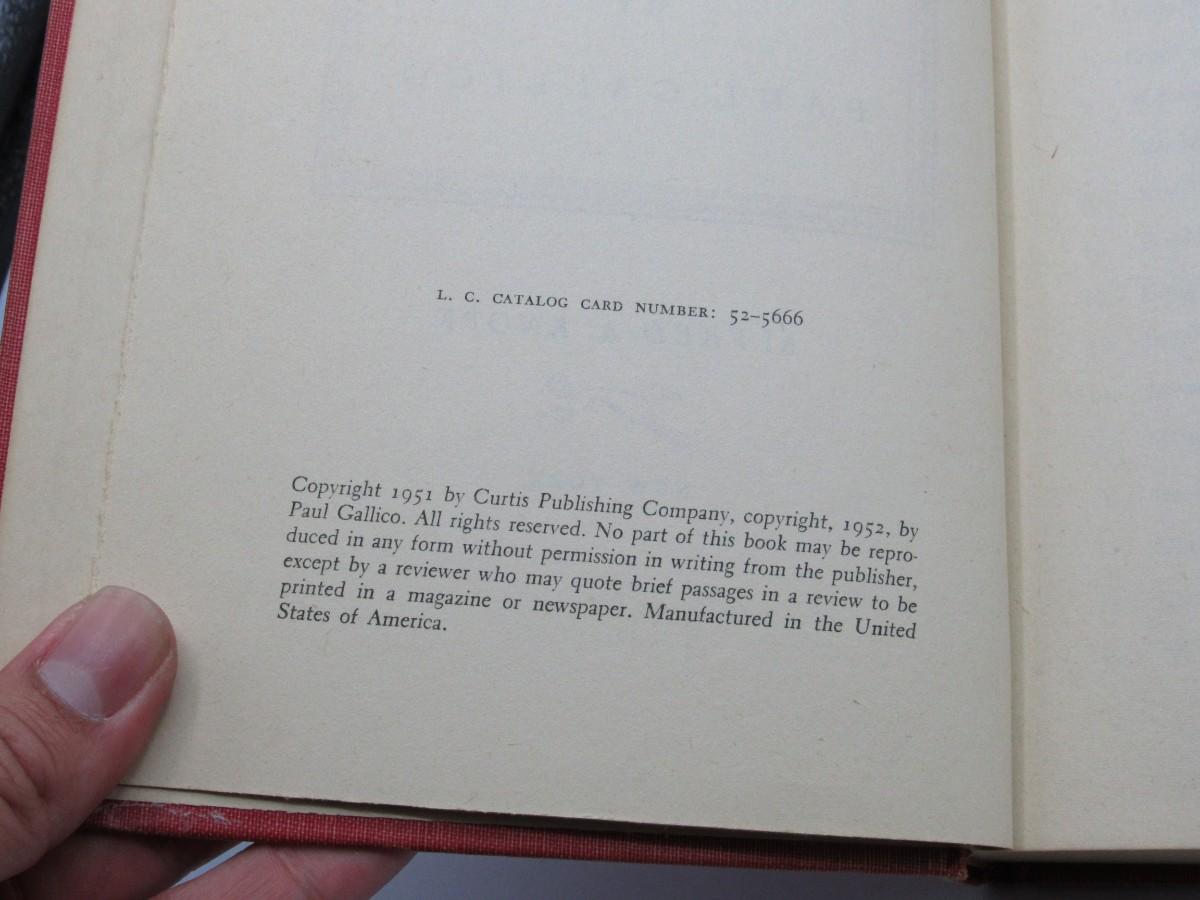 L. C. CATALOG CARD NUMBER: 52–5666
Copyright 1951 by Curtis Publishing Company, copyright, 1952, by
Paul Gallico. All rights reserved. No part of this book may be repro-
duced in any form without permission in writing from the publisher,
except by a reviewer who may quote brief passages in a review to be
printed in a magazine or newspaper. Manufactured in the United
States of America.